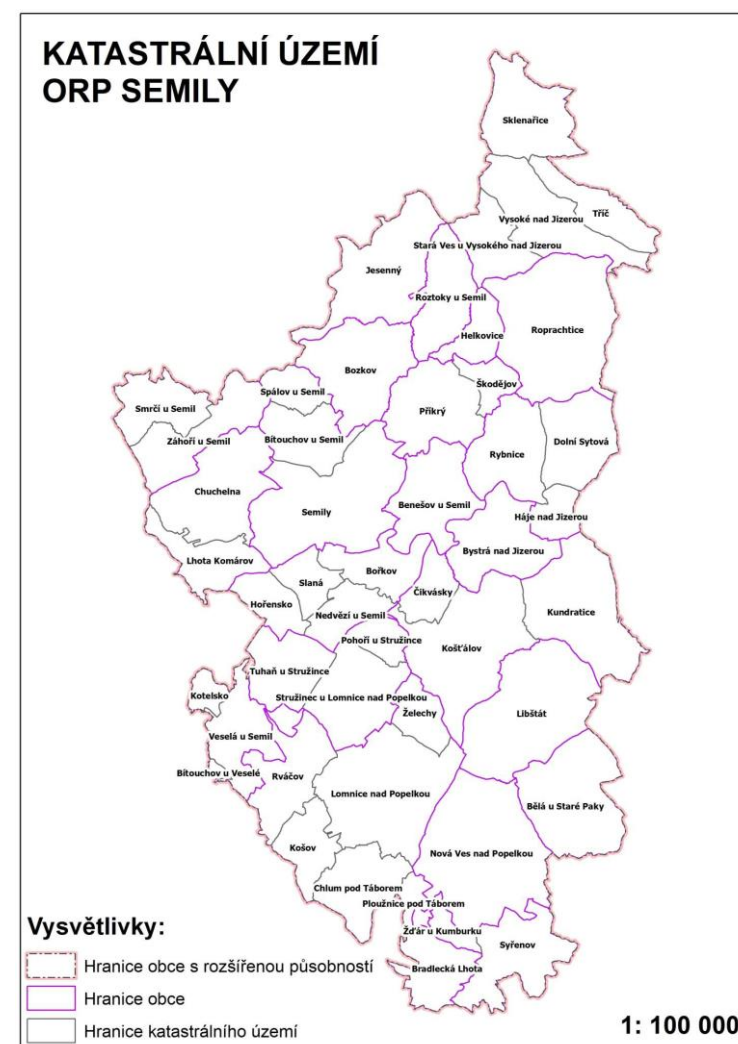 KATASTRÁLNÍ ÚZEMÍ
ORP SEMILY
Sklenařice
Tříč
Vysoké nad Jizerou
Stará Ves u Vysokého nad Jizerou
Jesenný
Roztoky u Semil
Roprachtice
Helkovice
Bozkov
Škodějov
Spálov u Semil
Smrčí u Semil
Příkrý
Záhoří u Semil
Bítouchov u Semil
Dolní Sytová
Rybnice
Chuchelna
Benešov u Semil
Semily
Háje nad Jizerou
Bystrá nad Jizerou
Lhota Komárov
Bořkov
Slaná
Čikvásky
Hořensko
Nedvězí u Semil
Kundratice
Pohoří u Stružince
Košťálov
Tuhaň u Stružince
Kotelsko
Stružinec u Lomnice nad Popelkou
Želechy
Libštát
Veselá u Semil
Bítouchov u Veselé
Rváčov
Lomnice nad Popelkou
Bělá u Staré Paky
Košov
Nová Ves nad Popelkou
Chlum pod Táborem
Ploužnice pod Táborem
Žďár u Kumburku
Syřenov
Bradlecká Lhota
Vysvětlivky:
Hranice obce s rozšířenou působností
Hranice obce
Hranice katastrálního území
1: 100 000